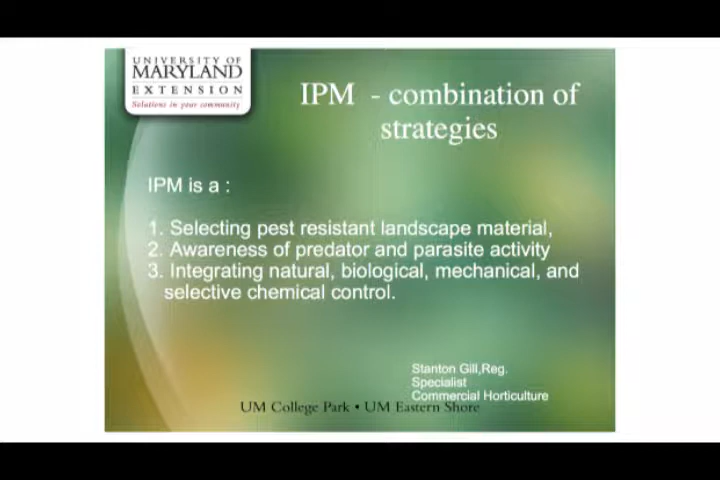 UNIVERSITY OF
MARYLAND
EXTENSION
Solutions in your community
IPM - combination of
strategies
IPM is a :
1. Selecting pest resistant landscape material,
2. Awareness of predator and parasite activity
3. Integrating natural, biological, mechanical, and
selective chemical control.
Stanton Gill,Reg.
Specialist
Commercial Horticulture
UM College Park • UM Eastern Shore